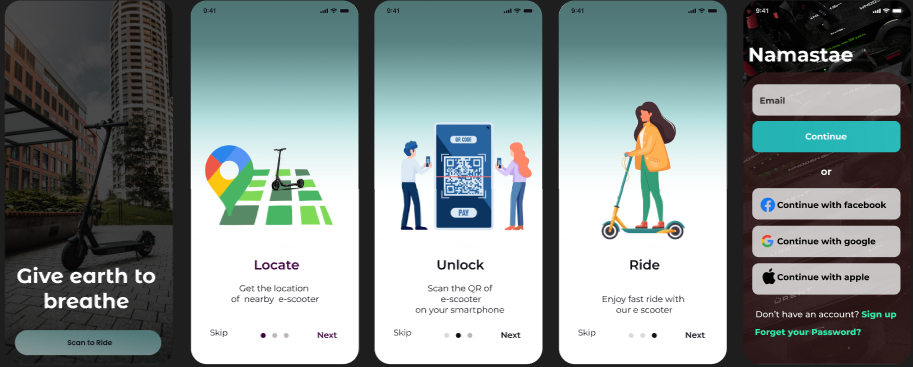 Give earth to
breathe
Scan to Ride
9:41
Locate
Get the location
of nearby e-scooter
Skip
Next
9:41
QR CODE
PAY
Unlock
Scan the QR of
e-scooter
on your smartphone
Skip
Next
9:41
Ride
Enjoy fast ride with
our e scooter
Skip
Next
9:41
Namastae
Email
Continue
or
Continue with facebook
Continue with google
Continue with apple
Don't have an account? Sign up
Forget your Password?